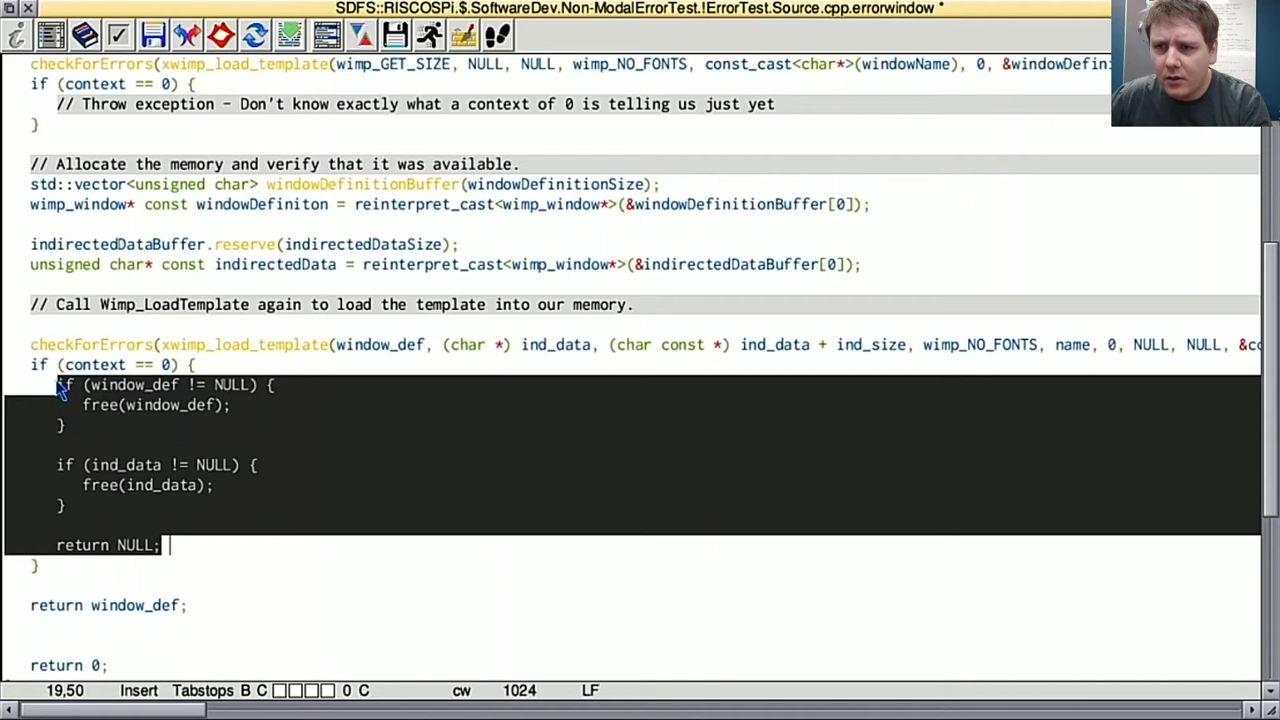 SDFS::RISCOSPi.$.SoftwareDev.Non-ModalErrorTest.!ErrorTest.Source.cpp.errorwindow *
checkForErrors(xwimp_load_template(wimp_GET_SIZE, NULL, NULL, wimp_NO_FONTS, const_cast<char*>(windowName), 0, &windowDefini
if (context == 0) {
// Throw exception - Don't know exactly what a context of 0 is telling us just yet
}
// Allocate the memory and verify that it was available.
std::vector<unsigned char> windowDefinitionBuffer(windowDefinitionSize);
wimp_window* const windowDefiniton = reinterpret_cast<wimp_window*>(&windowDefinitionBuffer[0]);
indirectedDataBuffer.reserve(indirectedDataSize);
unsigned char* const indirectedData = reinterpret_cast<wimp_window*>(&indirectedDataBuffer[0]);
// Call Wimp_LoadTemplate again to load the template into our memory.
checkForErrors(xwimp_load_template(window_def, (char *) ind_data, (char const *) ind_data + ind_size, wimp_NO_FONTS, name, 0, NULL, NULL, &co
if (context == 0) {
if (window_def != NULL) {
free(window_def);
}
if (ind_data != NULL) {
free(ind_data);
}
return NULL;
}
return window_def;
return 0;
19,50 Insert Tabstops B C 0 C cw 1024 LF